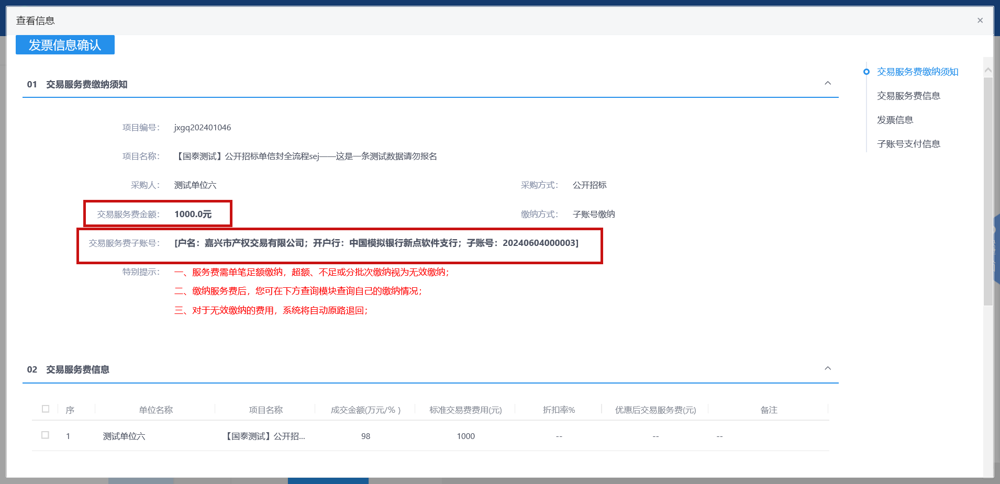 查看信息
×
发票信息确认
01 交易服务费缴纳须知
交易服务费缴纳须知
交易服务费信息
发票信息
子账号支付信息
项目编号： jxgq202401046
项目名称： 【国泰测试】公开招标单信封全流程sej——这是一条测试数据请勿报名
采购人： 测试单位六 采购方式： 公开招标
交易服务费金额： 1000.0元 缴纳方式： 子账号缴纳
交易服务费子账号： [户名：嘉兴市产权交易有限公司；开户行：中国模拟银行新点软件支行；子账号：20240604000003]
特别提示： 一、服务费需单笔足额缴纳，超额、不足或分批次缴纳视为无效缴纳；
二、缴纳服务费后，您可在下方查询模块查询自己的缴纳情况；
三、对于无效缴纳的费用，系统将自动原路退回；
02 交易服务费信息
序 单位名称 项目名称 成交金额(万元/% ) 标准交易费费用(元) 折扣率% 优惠后交易服务费(元) 备注
1 测试单位六 【国泰测试】公开招... 98 1000 -- -- --